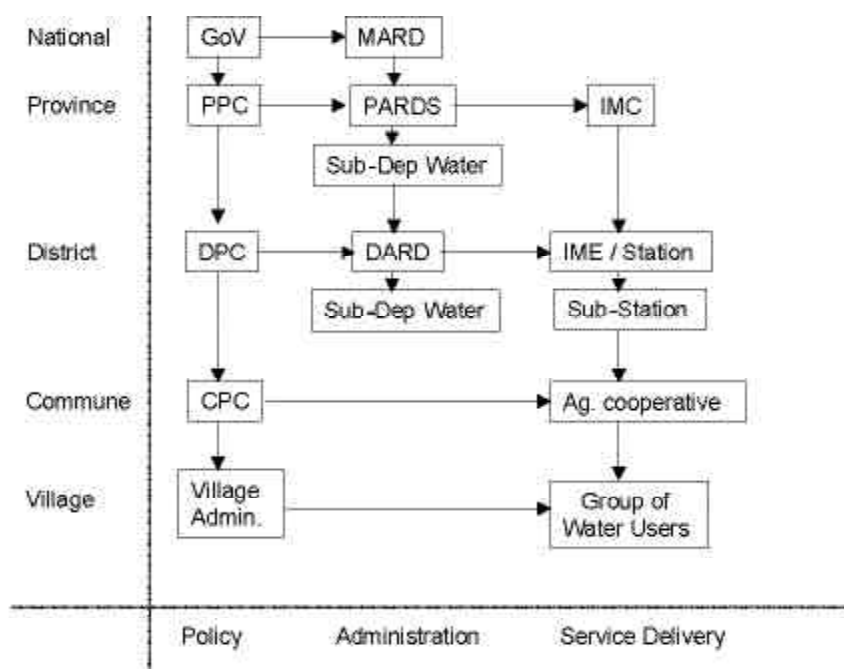 National
GoV
MARD
Province
PPC
PARDS
IMC
Sub-Dep Water
District
DPC
DARD
IME / Station
Sub-Dep Water
Sub-Station
Commune
CPC
Ag. cooperative
Village
Village
Admin.
Group of
Water Users
Policy
Administration
Service Delivery